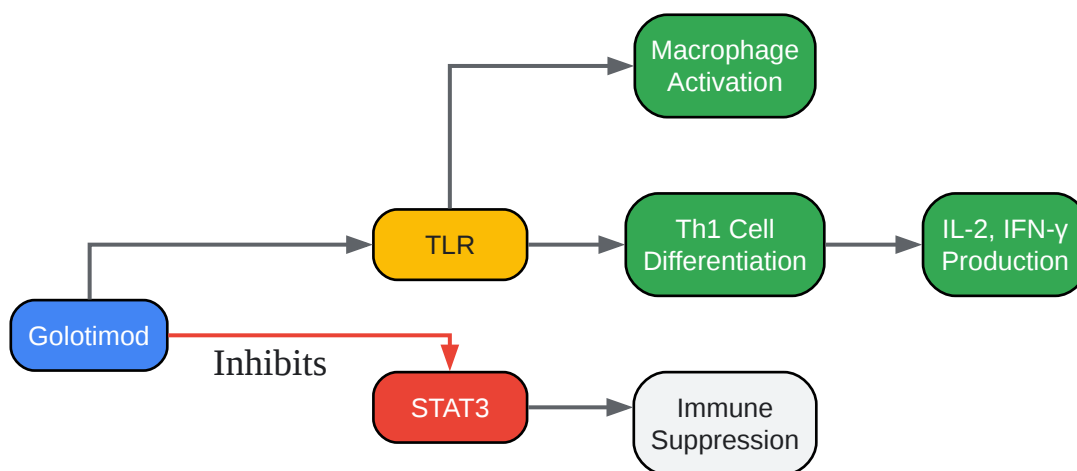 Macrophage
Activation
TLR
Th1 Cell
Differentiation
IL-2, IFN-γ
Production
Golotimod
Inhibits
STAT3
Immune
Suppression